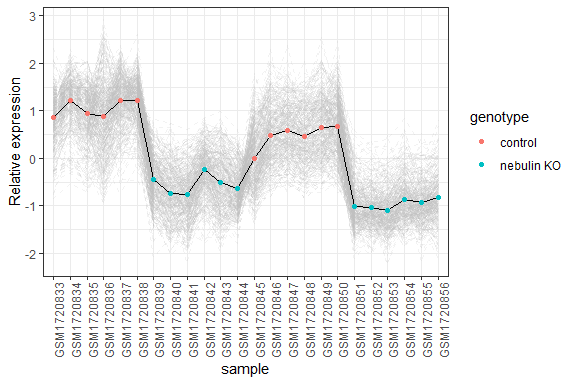 3
2
1
0
-1
-2
Relative expression
GSM1720833
GSM1720834
GSM1720835
GSM1720836
GSM1720837
GSM1720838
GSM1720839
GSM1720840
GSM1720841
GSM1720842
GSM1720843
GSM1720844
GSM1720845
GSM1720846
GSM1720847
GSM1720848
GSM1720849
GSM1720850
GSM1720851
GSM1720852
GSM1720853
GSM1720854
GSM1720855
GSM1720856
sample
genotype
control
nebulin KO